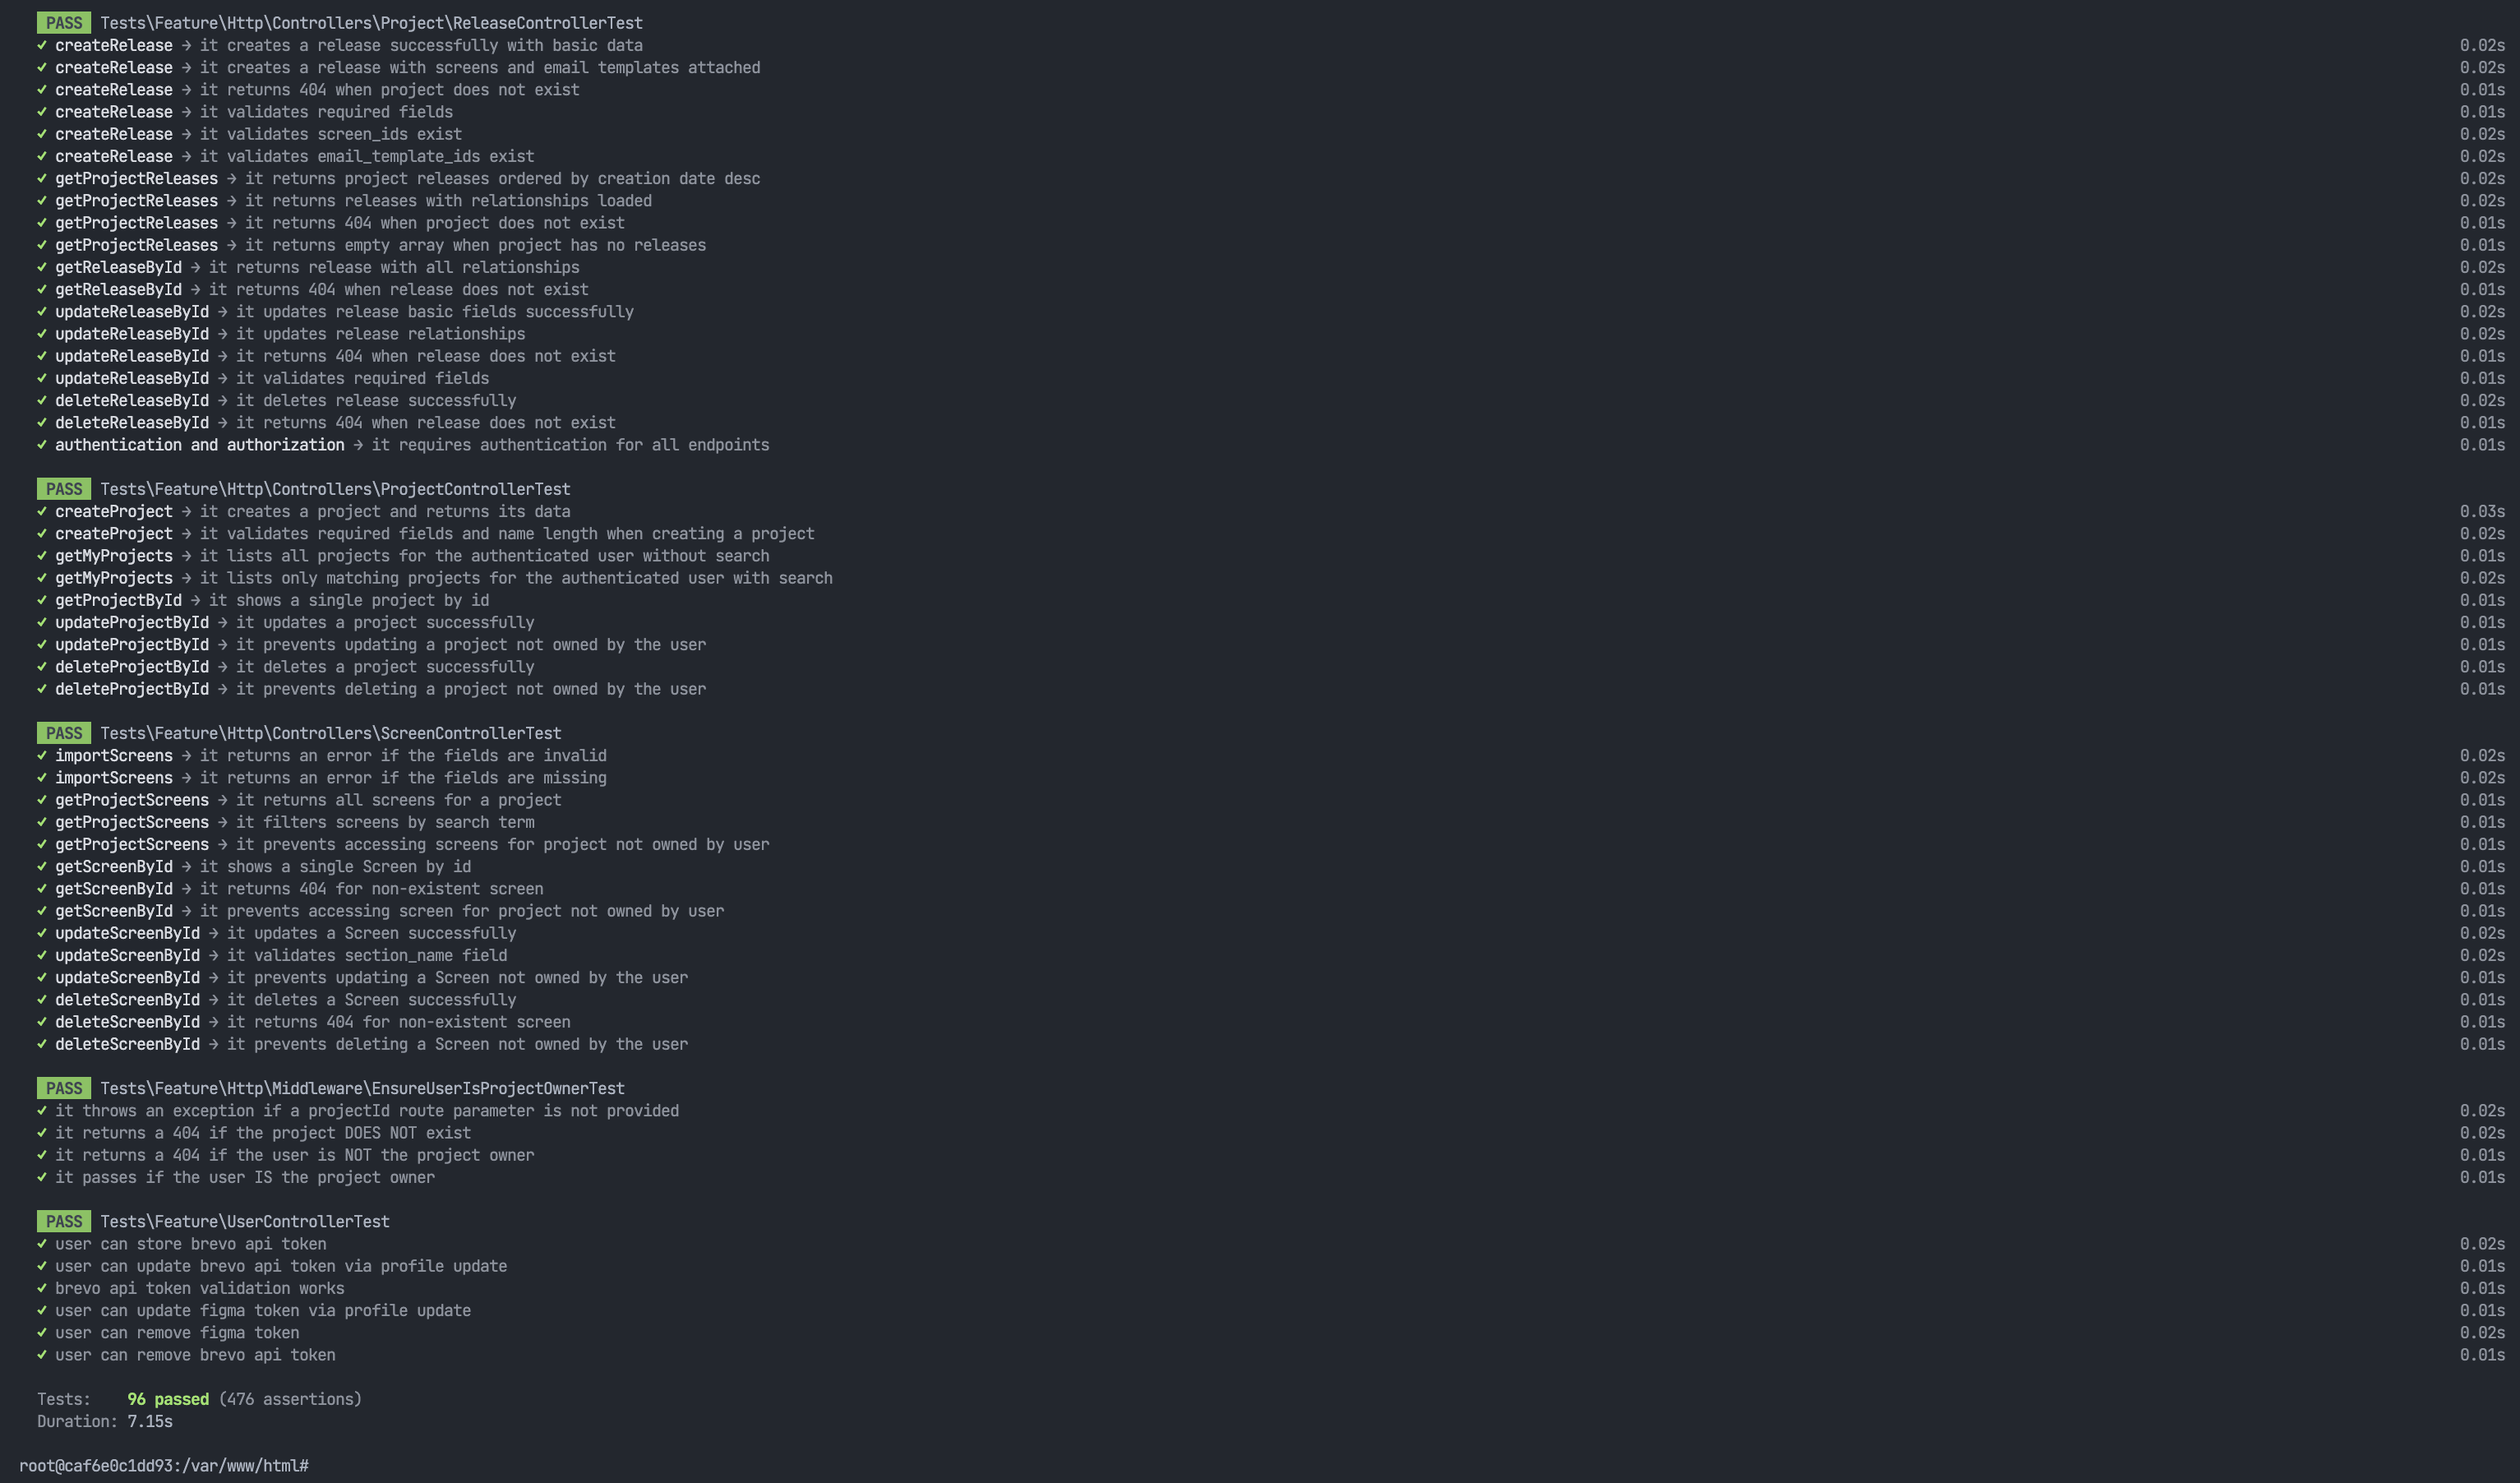 PASS Tests\Feature\Http\Controllers\Project\ReleaseControllerTest
✓ createRelease → it creates a release successfully with basic data 0.02s
✓ createRelease → it creates a release with screens and email templates attached 0.02s
✓ createRelease → it returns 404 when project does not exist 0.01s
✓ createRelease → it validates required fields 0.01s
✓ createRelease → it validates screen_ids exist 0.02s
✓ createRelease → it validates email_template_ids exist 0.02s
✓ getProjectReleases → it returns project releases ordered by creation date desc 0.02s
✓ getProjectReleases → it returns releases with relationships loaded 0.02s
✓ getProjectReleases → it returns 404 when project does not exist 0.01s
✓ getProjectReleases → it returns empty array when project has no releases 0.01s
✓ getReleaseById → it returns release with all relationships 0.02s
✓ getReleaseById → it returns 404 when release does not exist 0.01s
✓ updateReleaseById → it updates release basic fields successfully 0.02s
✓ updateReleaseById → it updates release relationships 0.02s
✓ updateReleaseById → it returns 404 when release does not exist 0.01s
✓ updateReleaseById → it validates required fields 0.01s
✓ deleteReleaseById → it deletes release successfully 0.02s
✓ deleteReleaseById → it returns 404 when release does not exist 0.01s
✓ authentication and authorization → it requires authentication for all endpoints 0.01s
PASS Tests\Feature\Http\Controllers\ProjectControllerTest
✓ createProject → it creates a project and returns its data 0.03s
✓ createProject → it validates required fields and name length when creating a project 0.02s
✓ getMyProjects → it lists all projects for the authenticated user without search 0.01s
✓ getMyProjects → it lists only matching projects for the authenticated user with search 0.02s
✓ getProjectById → it shows a single project by id 0.01s
✓ updateProjectById → it updates a project successfully 0.01s
✓ updateProjectById → it prevents updating a project not owned by the user 0.01s
✓ deleteProjectById → it deletes a project successfully 0.01s
✓ deleteProjectById → it prevents deleting a project not owned by the user 0.01s
PASS Tests\Feature\Http\Controllers\ScreenControllerTest
✓ importScreens → it returns an error if the fields are invalid 0.02s
✓ importScreens → it returns an error if the fields are missing 0.02s
✓ getProjectScreens → it returns all screens for a project 0.01s
✓ getProjectScreens → it filters screens by search term 0.01s
✓ getProjectScreens → it prevents accessing screens for project not owned by user 0.01s
✓ getScreenById → it shows a single Screen by id 0.01s
✓ getScreenById → it returns 404 for non-existent screen 0.01s
✓ getScreenById → it prevents accessing screen for project not owned by user 0.01s
✓ updateScreenById → it updates a Screen successfully 0.02s
✓ updateScreenById → it validates section_name field 0.02s
✓ updateScreenById → it prevents updating a Screen not owned by the user 0.01s
✓ deleteScreenById → it deletes a Screen successfully 0.01s
✓ deleteScreenById → it returns 404 for non-existent screen 0.01s
✓ deleteScreenById → it prevents deleting a Screen not owned by the user 0.01s
PASS Tests\Feature\Http\Middleware\EnsureUserIsProjectOwnerTest
✓ it throws an exception if a projectId route parameter is not provided 0.02s
✓ it returns a 404 if the project DOES NOT exist 0.02s
✓ it returns a 404 if the user is NOT the project owner 0.01s
✓ it passes if the user IS the project owner 0.01s
PASS Tests\Feature\UserControllerTest
✓ user can store brevo api token 0.02s
✓ user can update brevo api token via profile update 0.01s
✓ brevo api token validation works 0.01s
✓ user can update figma token via profile update 0.01s
✓ user can remove figma token 0.02s
✓ user can remove brevo api token 0.01s
Tests: 96 passed (476 assertions)
Duration: 7.15s
root@caf6e0c1dd93:/var/www/html#